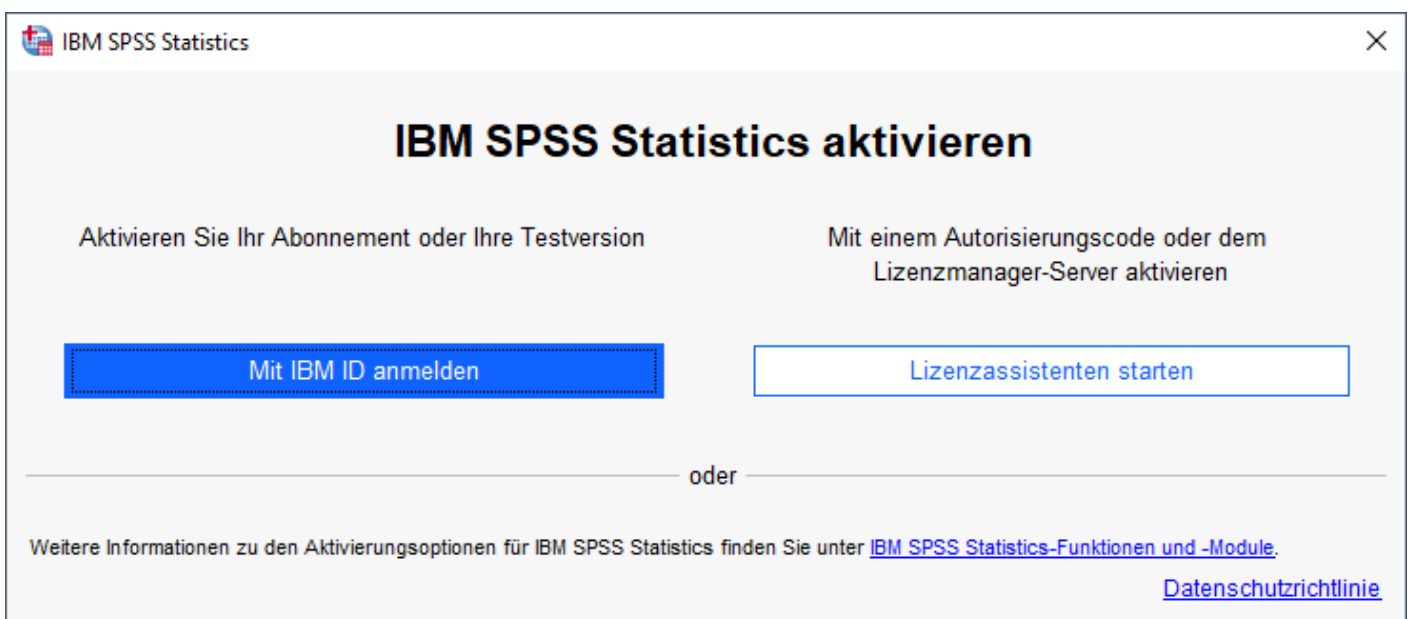 IBM SPSS Statistics
IBM SPSS Statistics aktivieren
Aktivieren Sie Ihr Abonnement oder Ihre Testversion
Mit einem Autorisierungscode oder dem
Lizenzmanager-Server aktivieren
Mit IBM ID anmelden
Lizenzassistenten starten
oder
Weitere Informationen zu den Aktivierungsoptionen für IBM SPSS Statistics finden Sie unter IBM SPSS Statistics-Funktionen und -Module.
Datenschutzrichtlinie